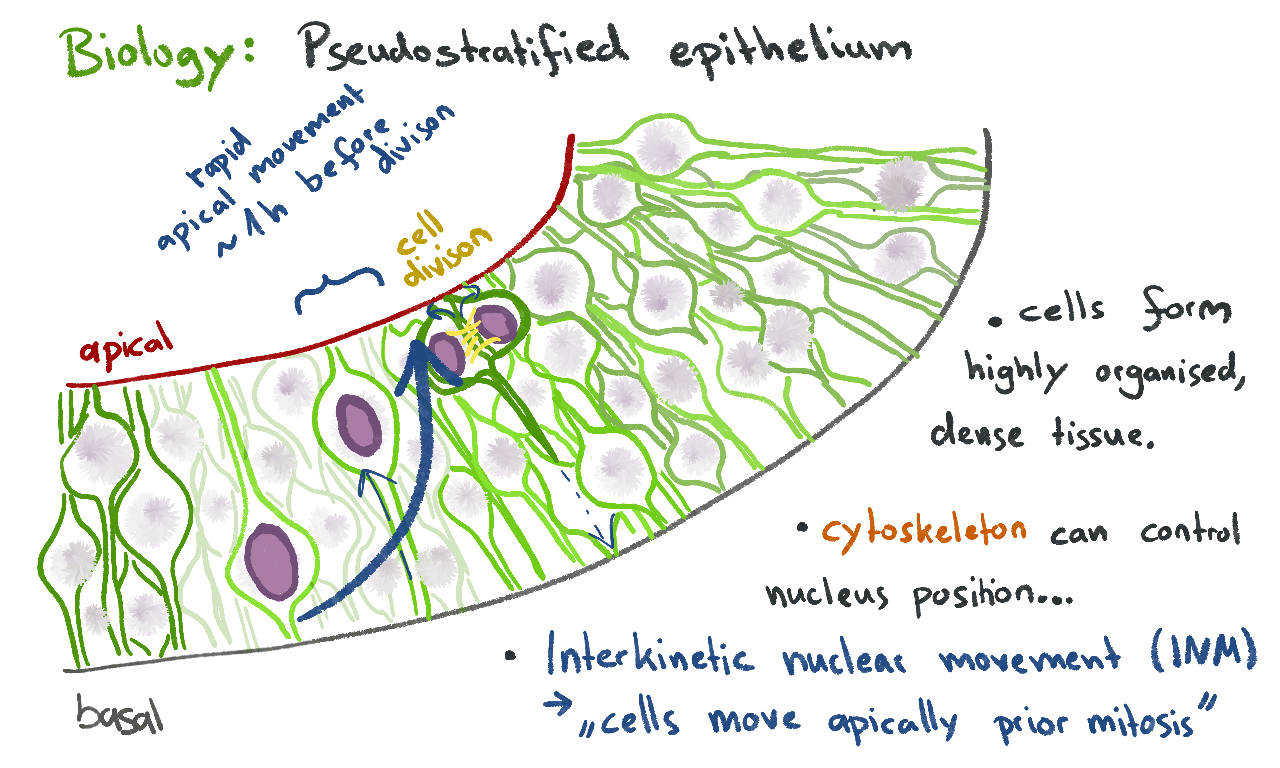 Biology: Pseudostratified epithelium
rapid
apical movement
~1h before
divison
cell
divison
apical
• cells form
highly organised,
dense tissue.
• cytoskeleton can control
nucleus position...
• Interkinetic nuclear movement (INM)
→ „cells move apically prior mitosis"
basal